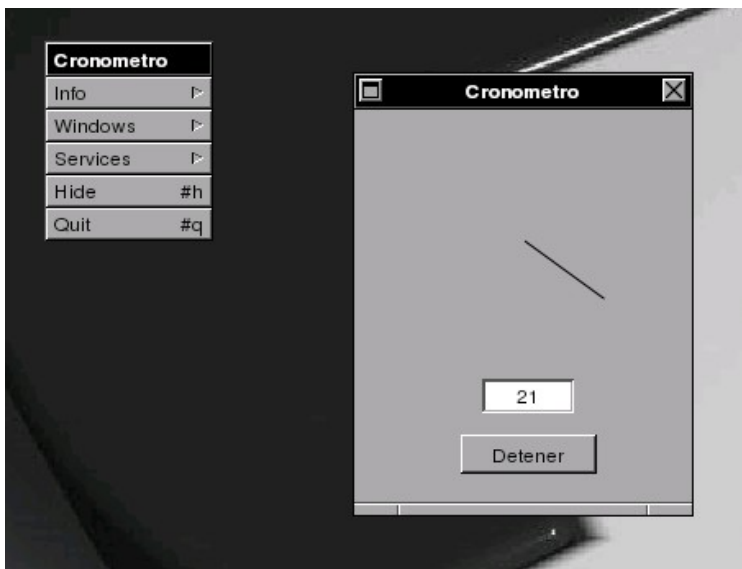 Cronometro
Info
Windows
Services
Hide #h
Quit #q
Cronometro
21
Detener